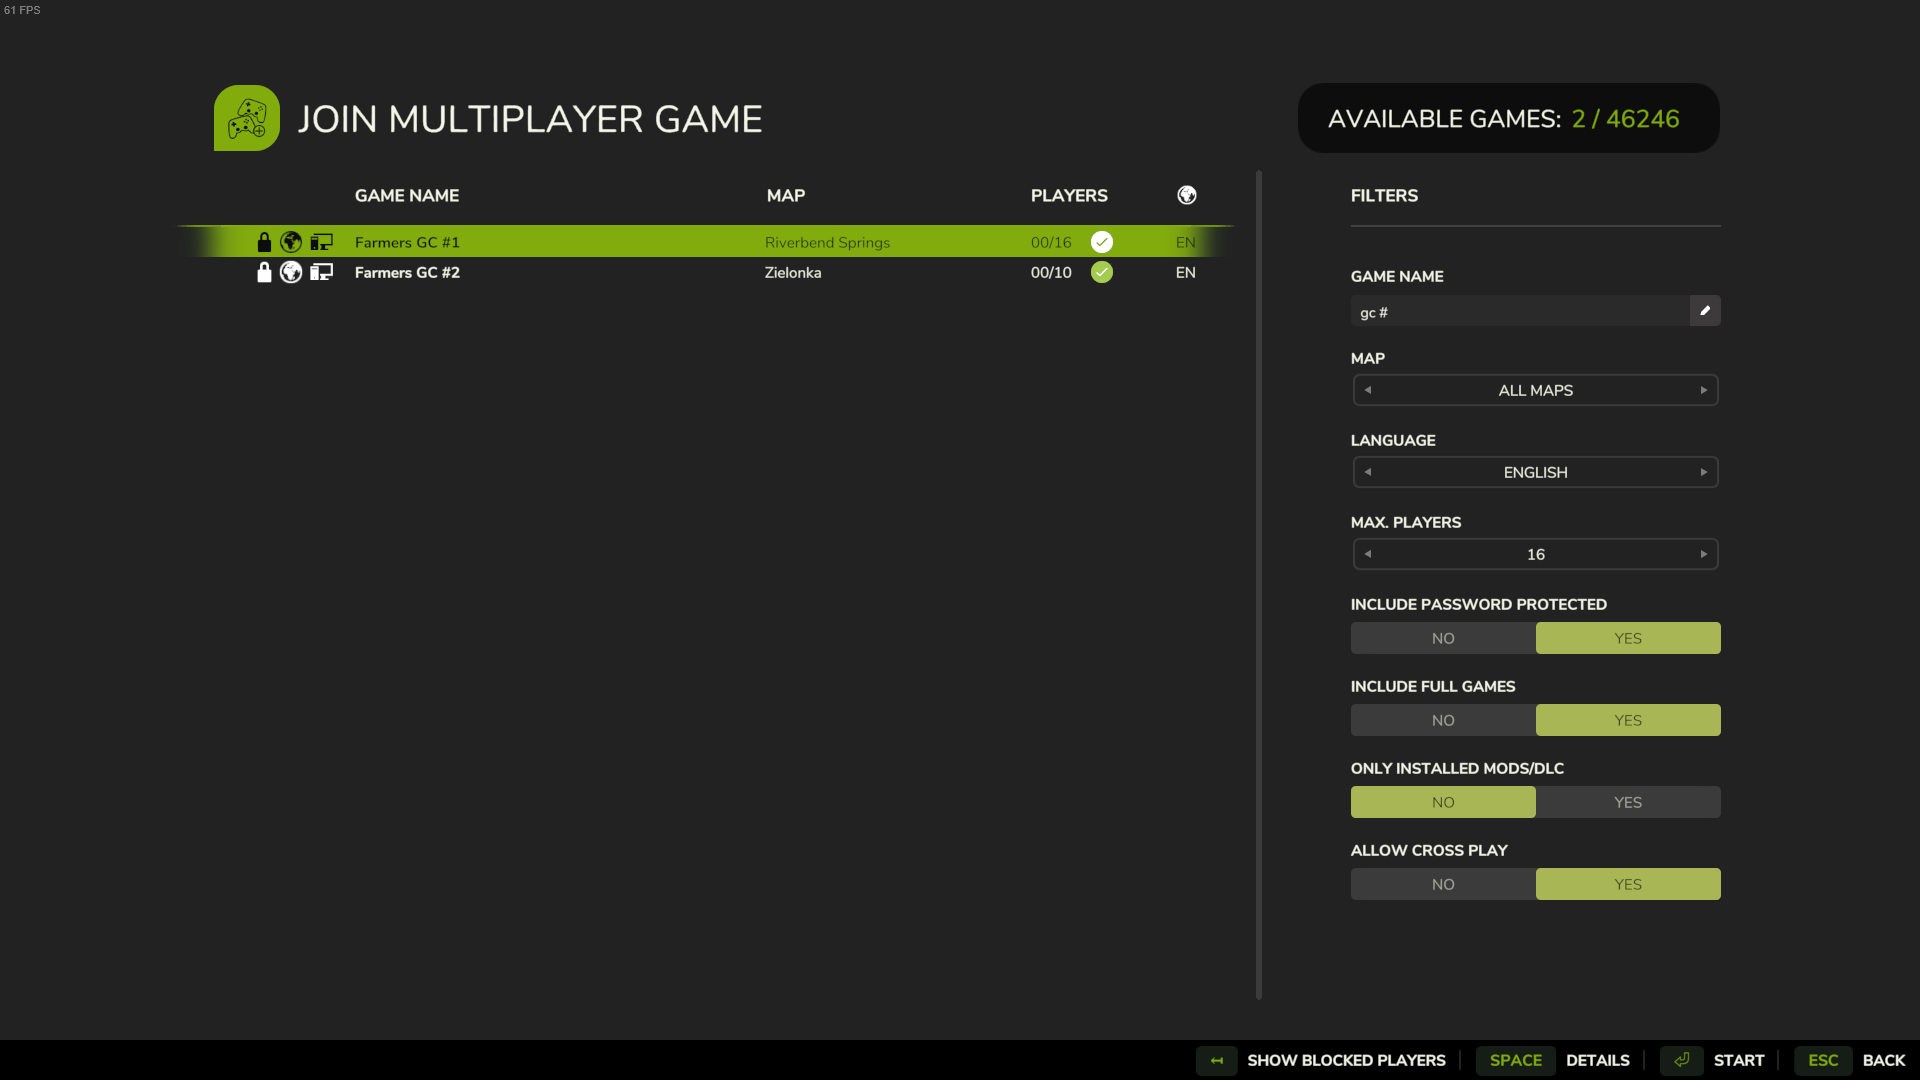 61 FPS
JOIN MULTIPLAYER GAME
AVAILABLE GAMES: 2 / 46246
GAME NAME MAP PLAYERS
Farmers GC #1 Riverbend Springs 00/16 EN
Farmers GC #2 Zielonka 00/10 EN
FILTERS
GAME NAME
gc #
MAP
ALL MAPS
LANGUAGE
ENGLISH
MAX. PLAYERS
16
INCLUDE PASSWORD PROTECTED
NO YES
INCLUDE FULL GAMES
NO YES
ONLY INSTALLED MODS/DLC
NO YES
ALLOW CROSS PLAY
NO YES
SHOW BLOCKED PLAYERS SPACE DETAILS START ESC BACK